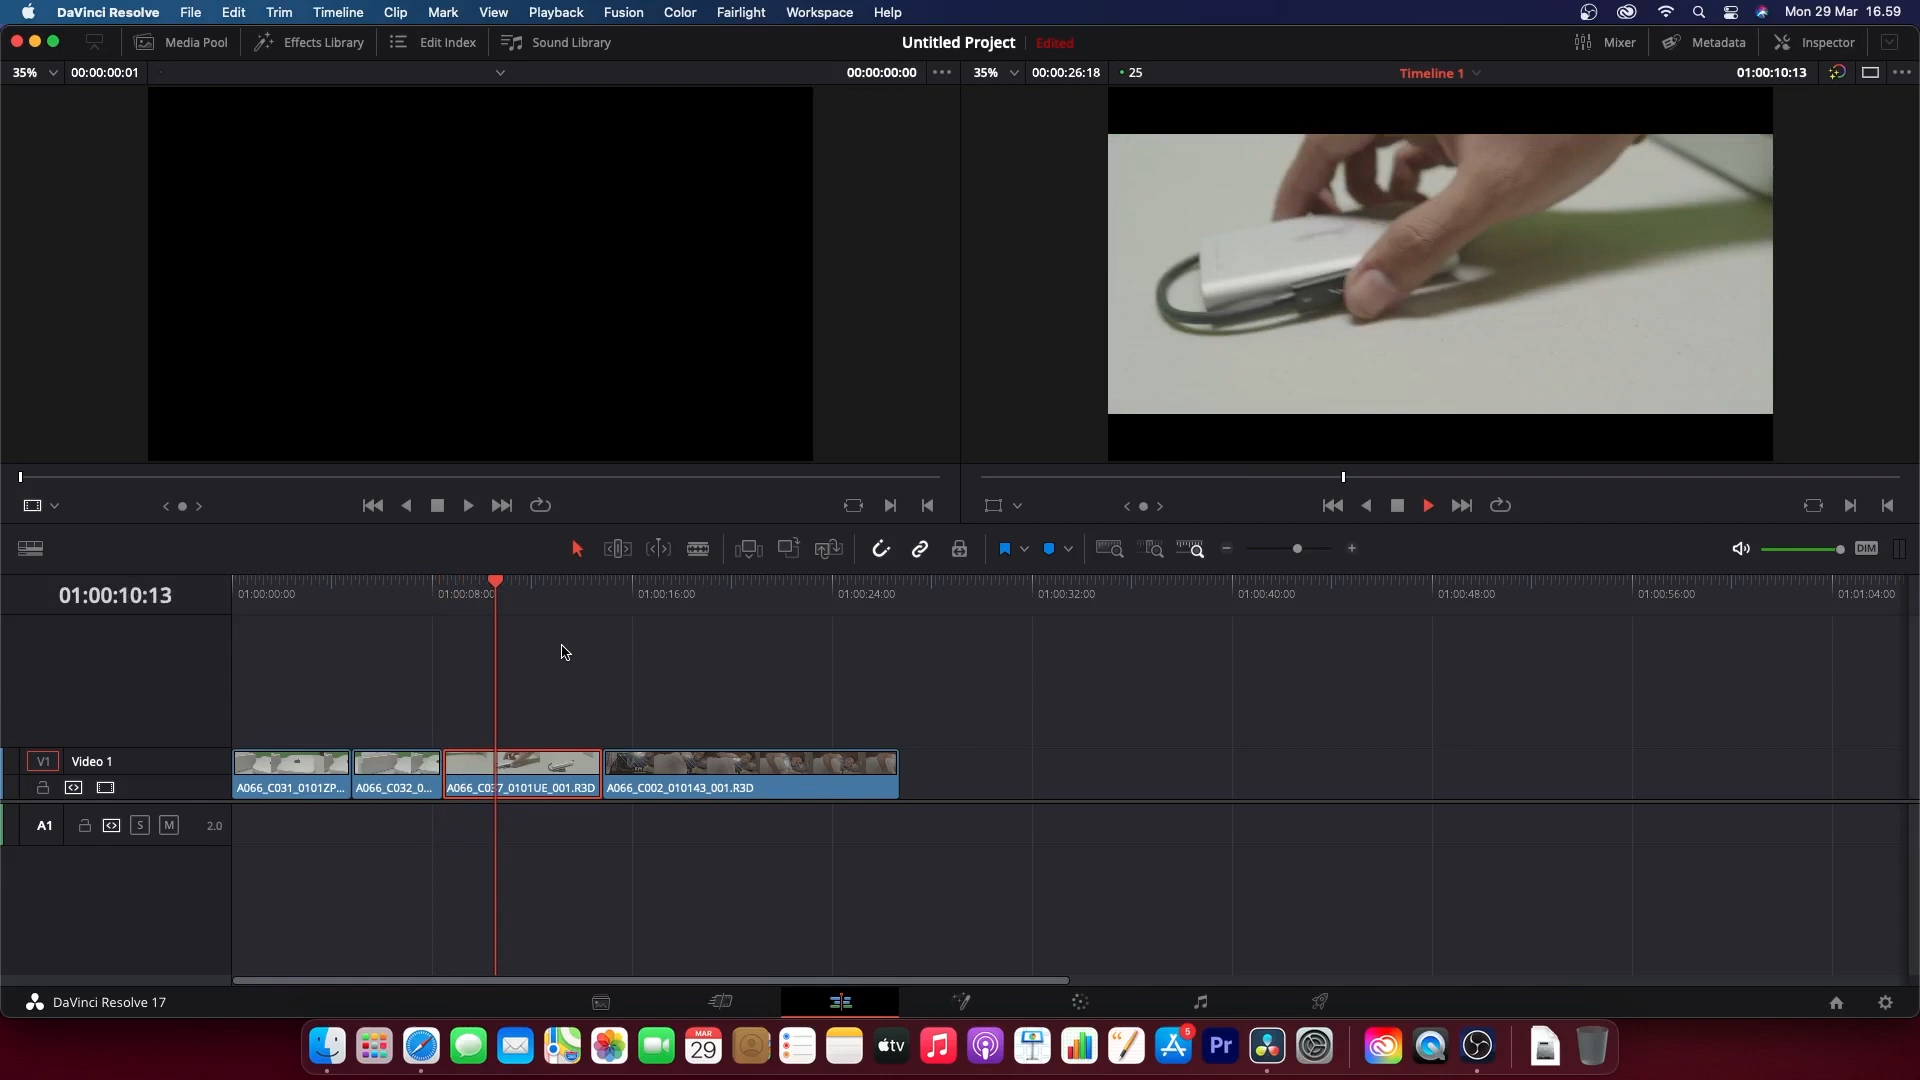 DaVinci Resolve File Edit Trim Timeline Clip Mark View Playback Fusion Color Fairlight Workspace Help Mon 29 Mar 16.59
Media Pool Effects Library Edit Index Sound Library Untitled Project Edited Mixer Metadata Inspector
35% 00:00:00:01 00:00:00:00 35% 00:00:26:18 25 Timeline 1 01:00:10:13
DIM
01:00:10:13 01:00:00:00 01:00:08:00 01:00:16:00 01:00:24:00 01:00:32:00 01:00:40:00 01:00:48:00 01:00:56:00 01:01:04:00
V1 Video 1
A066_C031_0101ZP... A066_C032_0... A066_C037_0101UE_001.R3D A066_C002_010143_001.R3D
A1 S M 2.0
DaVinci Resolve 17
MAR
29
tv
Pr
5